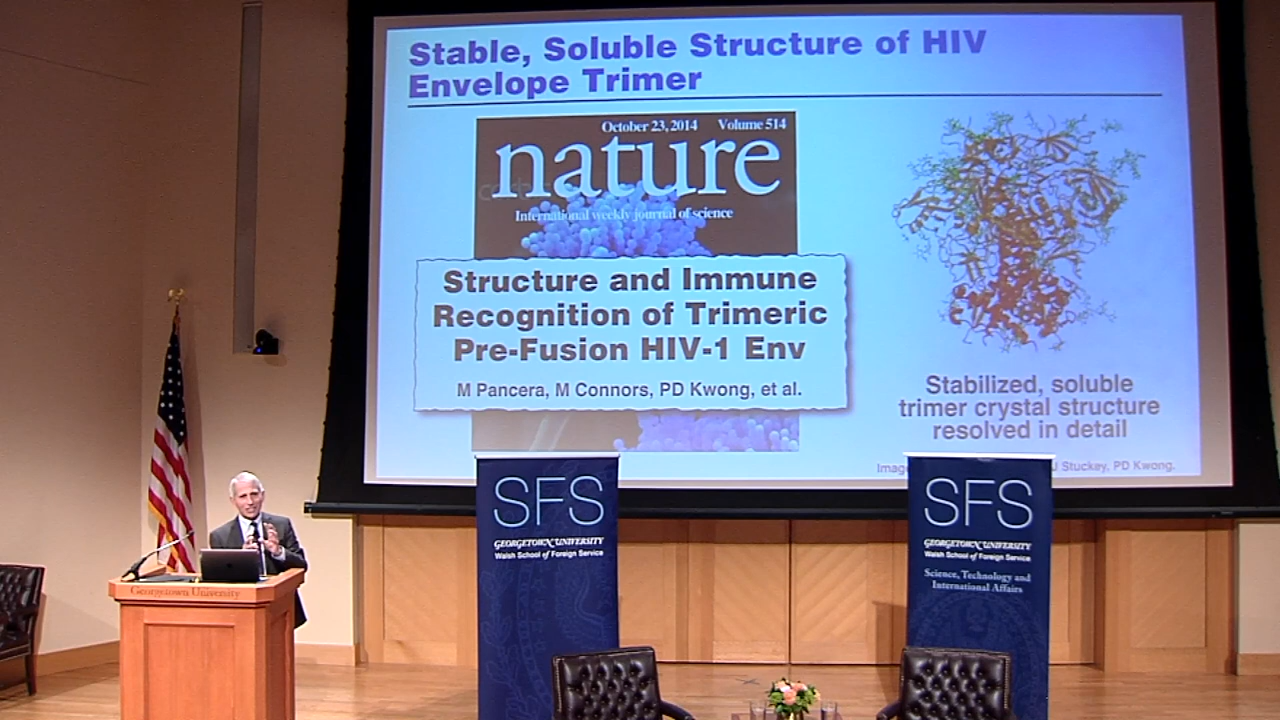 Stable, Soluble Structure of HIV
Envelope Trimer
October 23, 2014 Volume 514
nature
International weekly journal of science
Structure and Immune
Recognition of Trimeric
Pre-Fusion HIV-1 Env
M Pancera, M Connors, PD Kwong, et al.
Stabilized, soluble
trimer crystal structure
resolved in detail
J Stuckey, PD Kwong.
SFS
GEORGETOWN UNIVERSITY
Walsh School of Foreign Service
SFS
GEORGETOWN UNIVERSITY
Walsh School of Foreign Service
Science, Technology and
International Affairs
Georgetown University